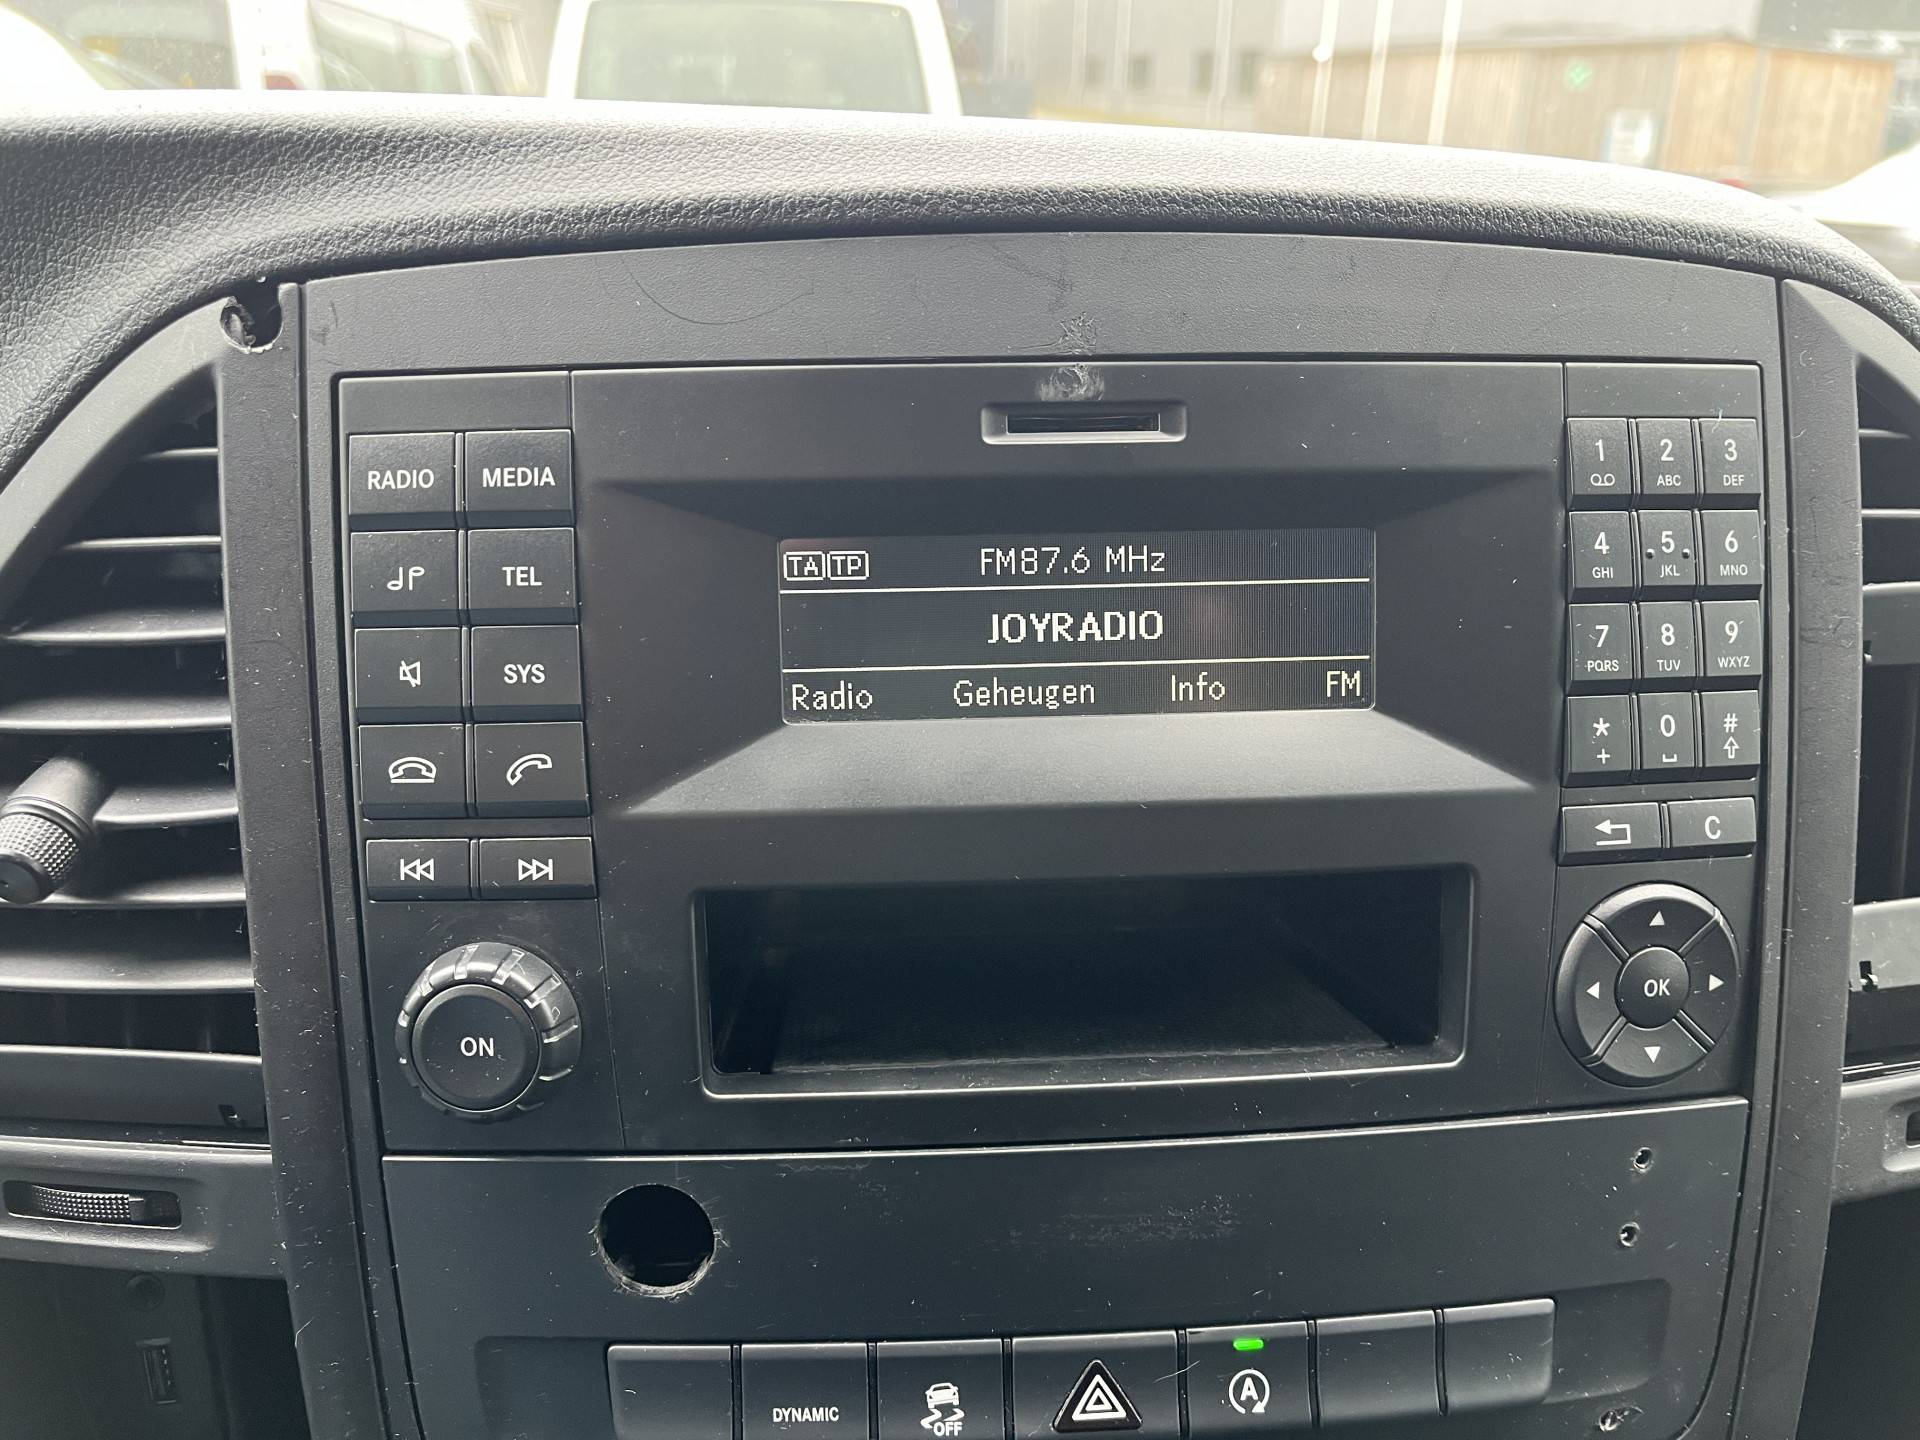 RADIO MEDIA
TEL
SYS
ON
TA TP FM87.6 MHz
JOYRADIO
Radio Geheugen Info FM
1 2 3
ABC DEF
4 5 6
GHI JKL MNO
7 8 9
PQRS TUV WXYZ
* 0 #
+
C
OK
DYNAMIC
OFF
A